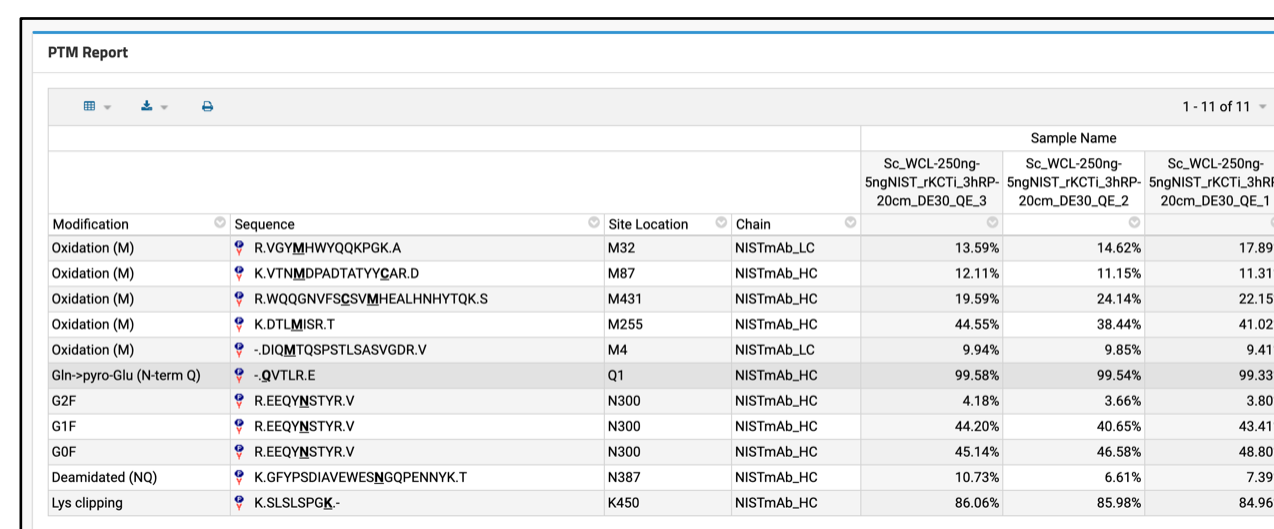 PTM Report
1 - 11 of 11
Sample Name
Sc_WCL-250ng- Sc_WCL-250ng- Sc_WCL-250ng-
5ngNIST_rKCTi_3hRP- 5ngNIST_rKCTi_3hRP- 5ngNIST_rKCTi_3hRP
20cm_DE30_QE_3 20cm_DE30_QE_2 20cm_DE30_QE_1
Modification Sequence Site Location Chain
Oxidation (M) R.VGYMHWYQQKPGK.A M32 NISTmAb_LC 13.59% 14.62% 17.89
Oxidation (M) K.VTNMDPADTATYYCAR.D M87 NISTmAb_HC 12.11% 11.15% 11.31
Oxidation (M) R.WQQGNVFSCSVMHEALHNHYTQK.S M431 NISTmAb_HC 19.59% 24.14% 22.15
Oxidation (M) K.DTLMISR.T M255 NISTmAb_HC 44.55% 38.44% 41.02
Oxidation (M) -.DIQMTQSPSTLSASVGDR.V M4 NISTmAb_LC 9.94% 9.85% 9.41
Gln->pyro-Glu (N-term Q) -.QVTLR.E Q1 NISTmAb_HC 99.58% 99.54% 99.33
G2F R.EEQYNSTYR.V N300 NISTmAb_HC 4.18% 3.66% 3.80
G1F R.EEQYNSTYR.V N300 NISTmAb_HC 44.20% 40.65% 43.41
G0F R.EEQYNSTYR.V N300 NISTmAb_HC 45.14% 46.58% 48.80
Deamidated (NQ) K.GFYPSDIAVEWESNGQPENNYK.T N387 NISTmAb_HC 10.73% 6.61% 7.39
Lys clipping K.SLSLSPGK.- K450 NISTmAb_HC 86.06% 85.98% 84.96